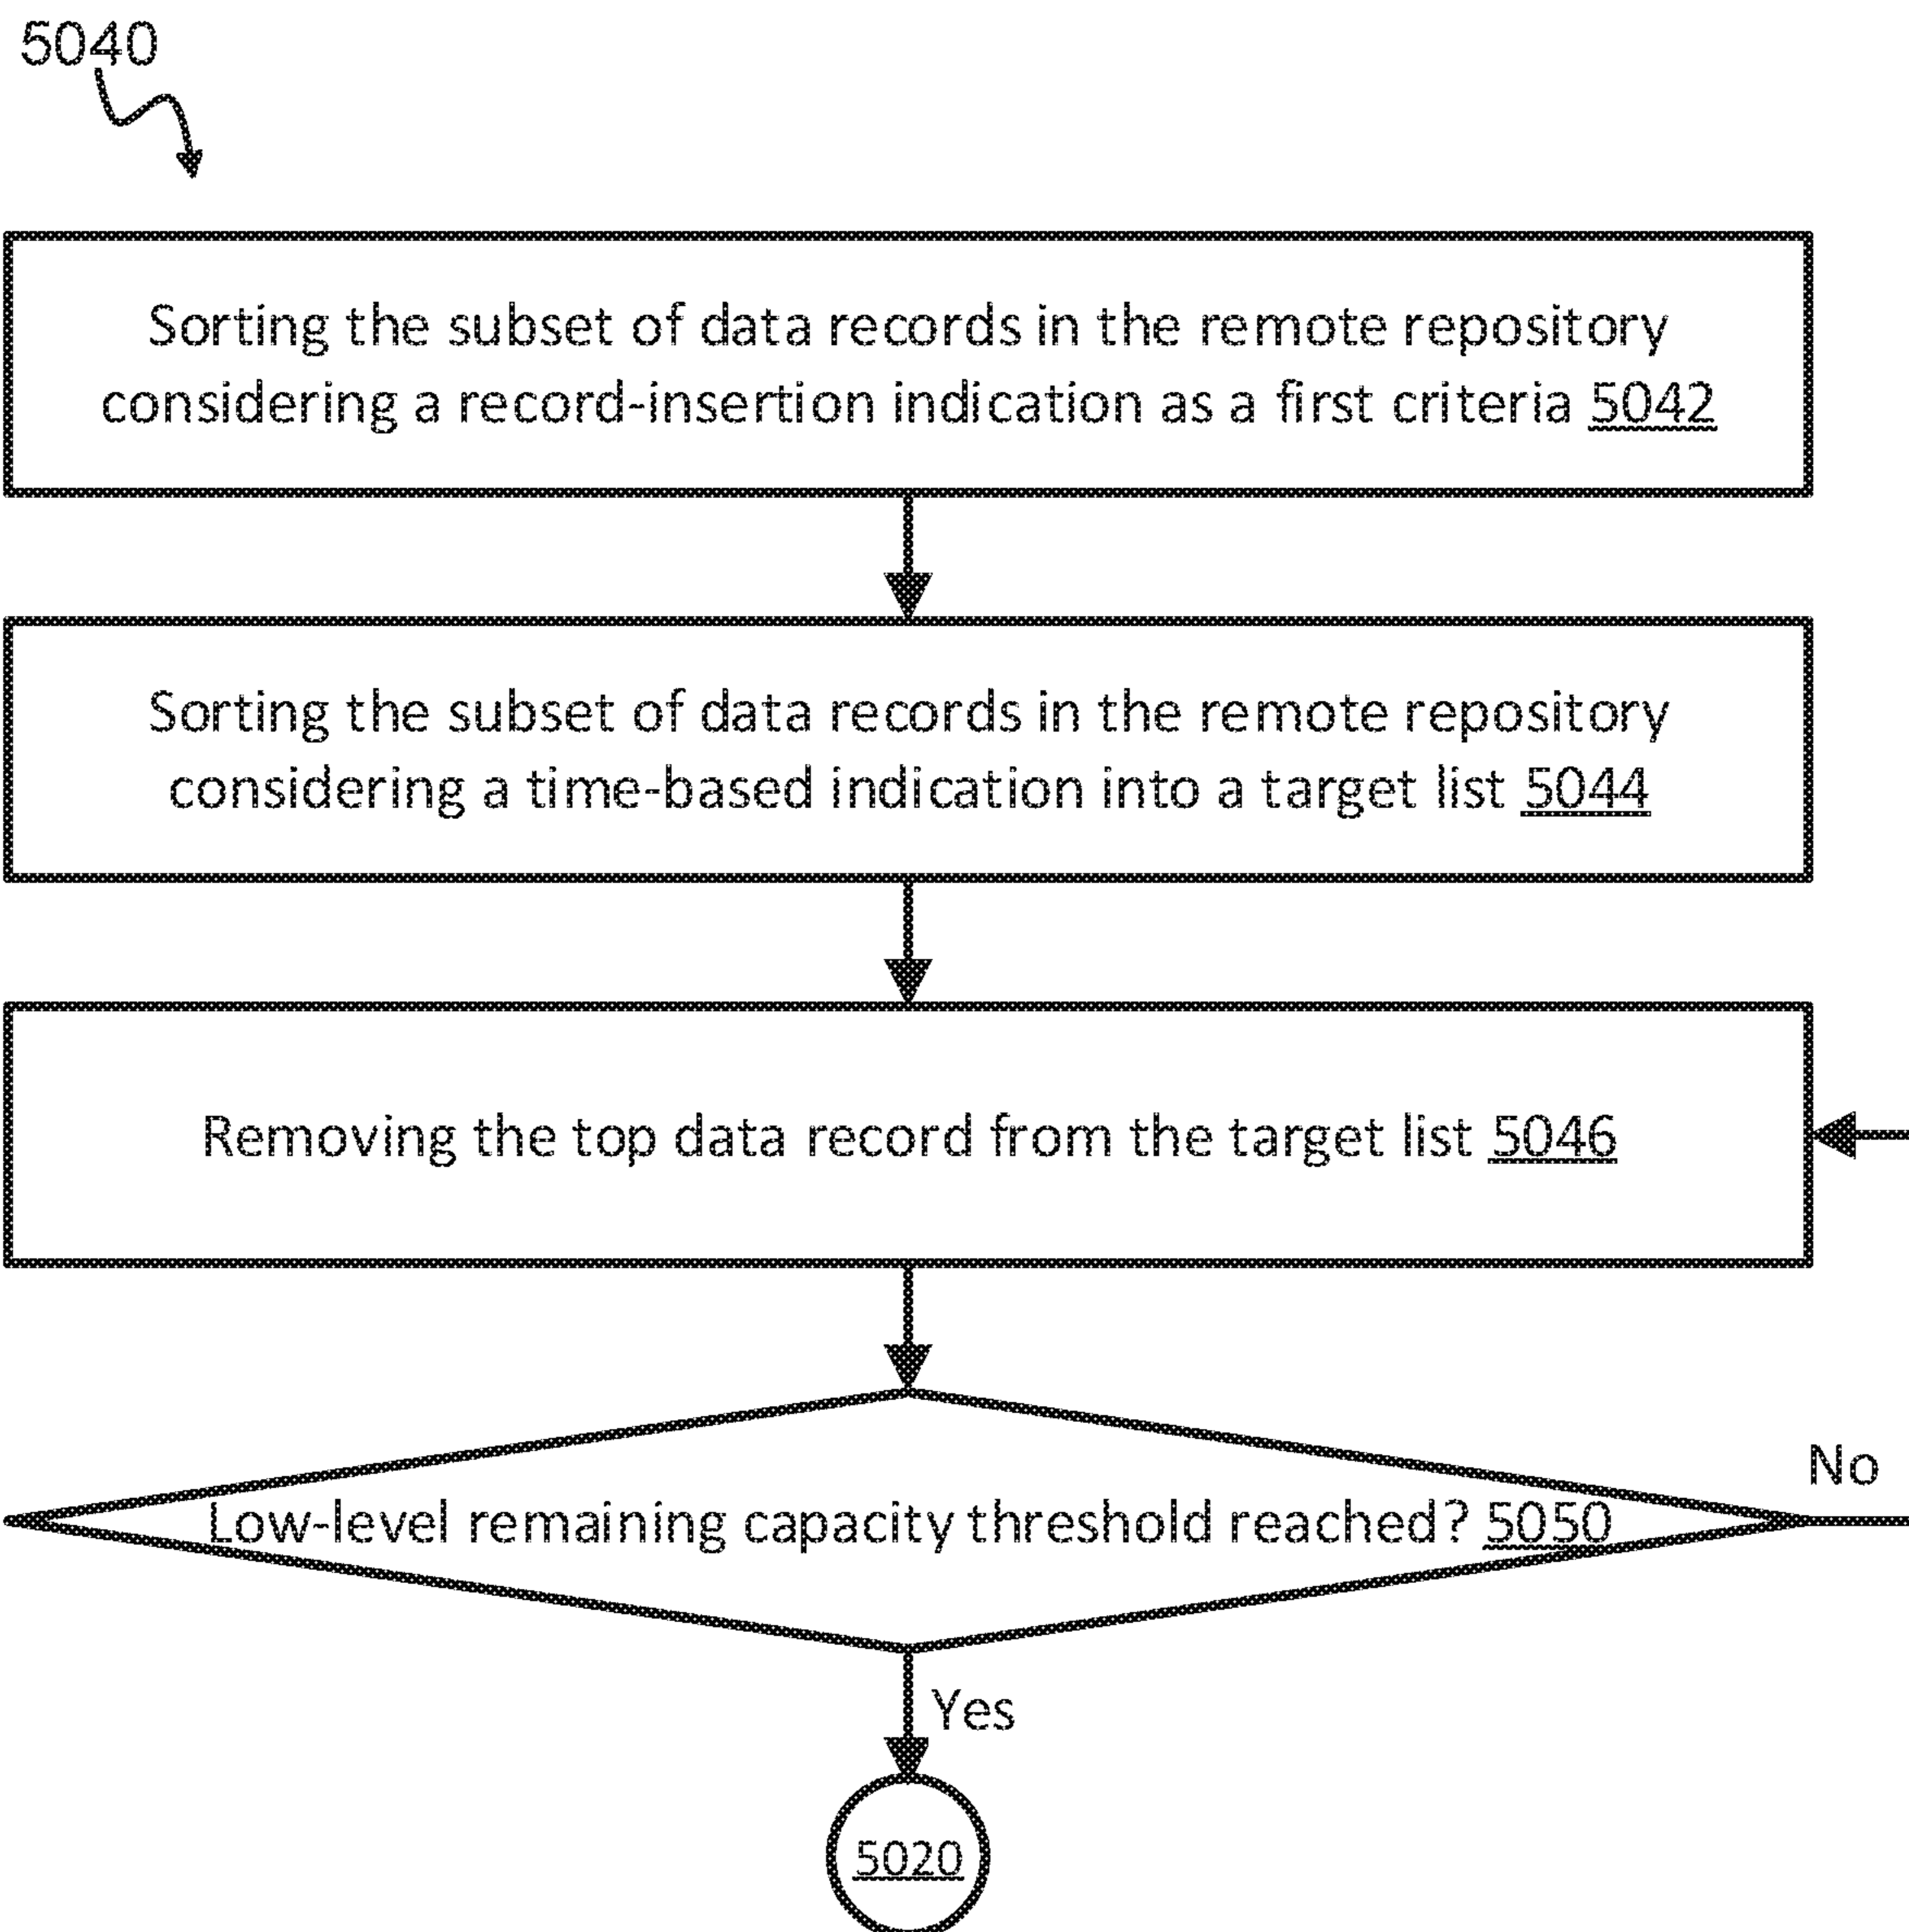 5040
Sorting the subset of data records in the remote repository
considering a record-insertion indication as a first criteria 5042
Sorting the subset of data records in the remote repository
considering a time-based indication into a target list 5044
Removing the top data record from the target list 5046
No
Low-level remaining capacity threshold reached? 5050
Yes
5020